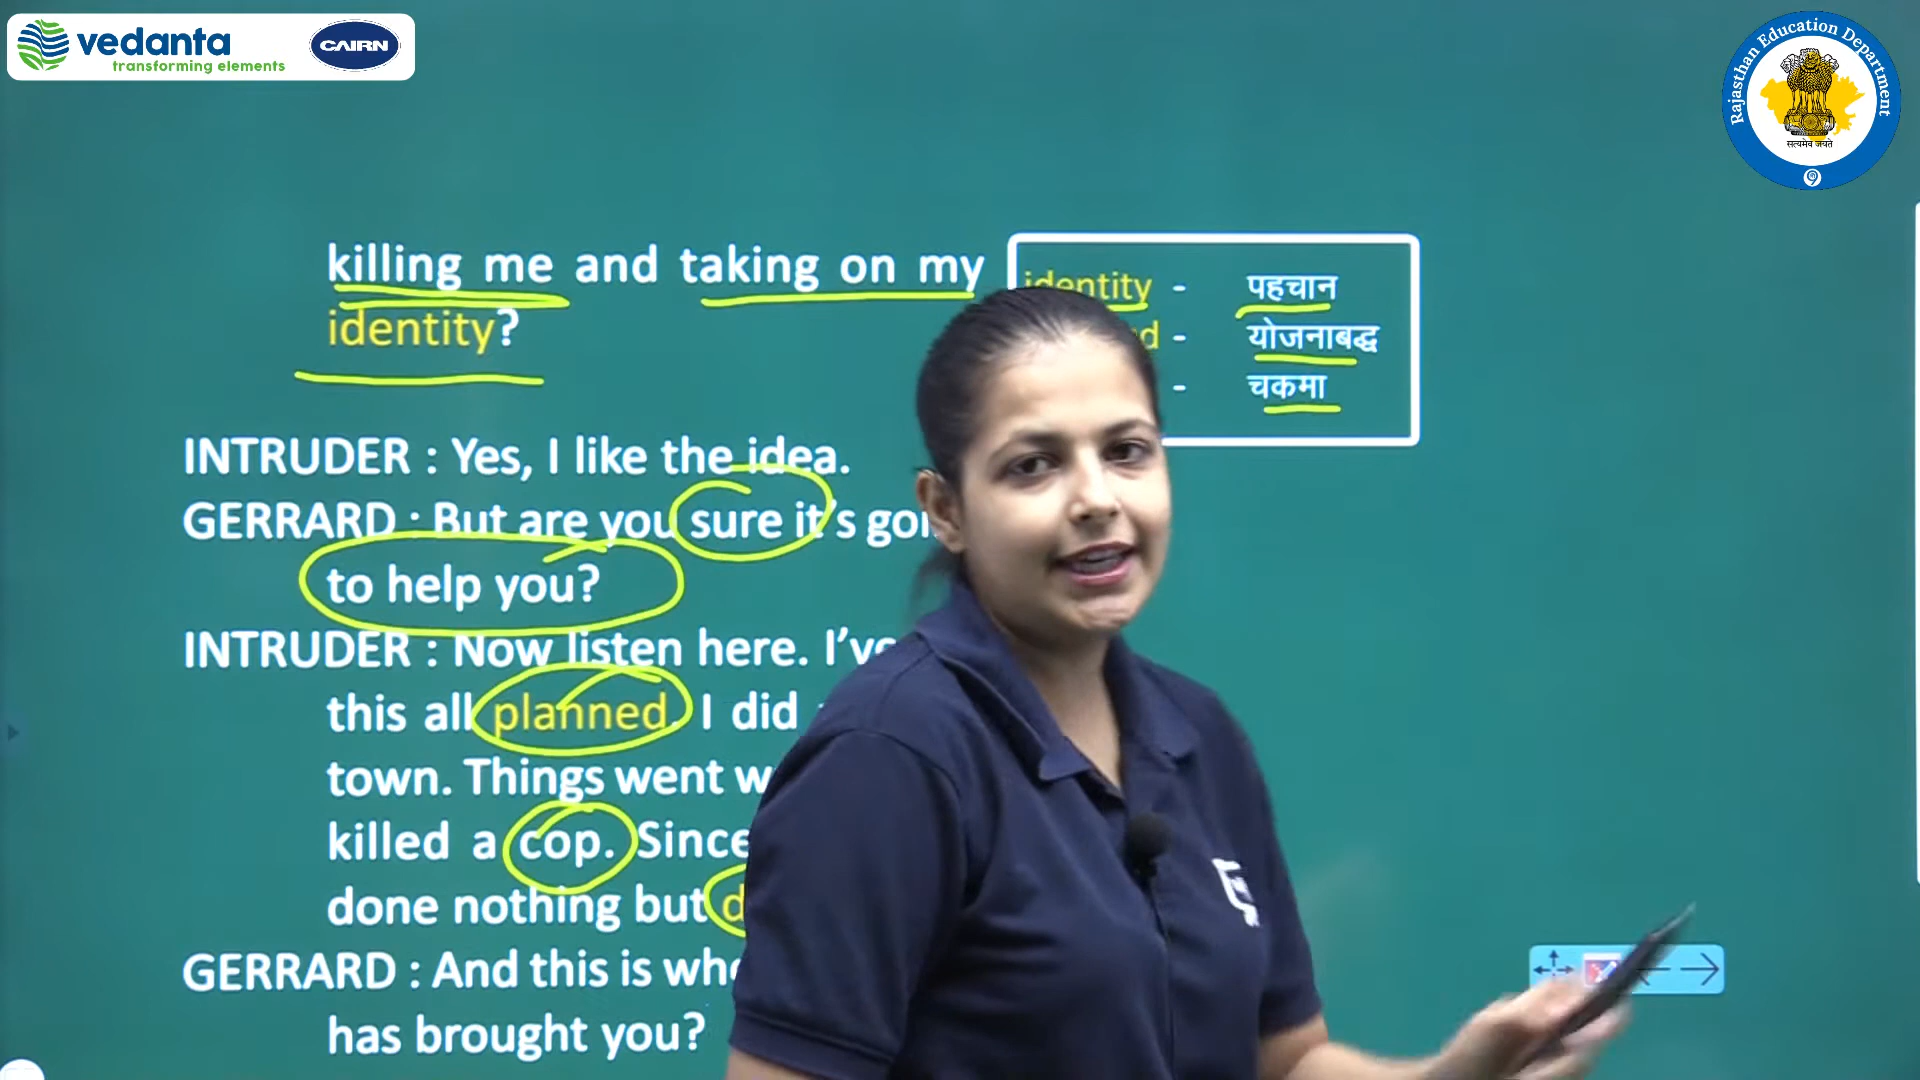 vedanta
transforming elements
CAIRN
Rajasthan Education Department
सत्यमेव जयते
killing me and taking on my
identity?
identity - पहचान
- योजनाबद्ध
- चकमा
INTRUDER : Yes, I like the idea.
GERRARD : But are you sure it's
to help you?
INTRUDER : Now listen here.
this all planned. I did
town. Things went
killed a cop. Since
done nothing but
GERRARD : And this is
has brought you?